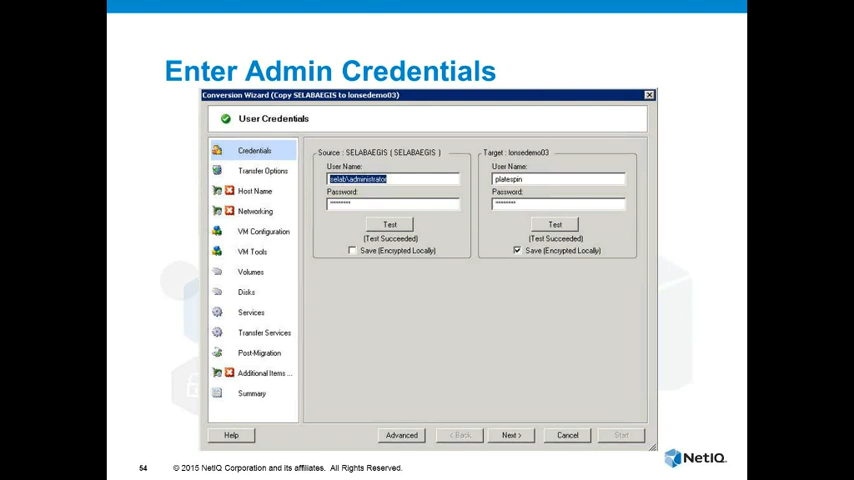 Enter Admin Credentials
Conversion Wizard (Copy SELABAEGIS to lonsedemo03)
User Credentials
Credentials
Transfer Options
Host Name
Networking
VM Configuration
VM Tools
Volumes
Disks
Services
Transfer Services
Post-Migration
Additional Items ...
Summary
Source : SELABAEGIS ( SELABAEGIS )
User Name:
selab\administrator
Password:
********
Test
(Test Succeeded)
Save (Encrypted Locally)
Target : lonsedemo03
User Name:
platespin
Password:
********
Test
(Test Succeeded)
Save (Encrypted Locally)
Help
Advanced
< Back
Next >
Cancel
Start
54 © 2015 NetIQ Corporation and its affiliates. All Rights Reserved.
NetIQ.